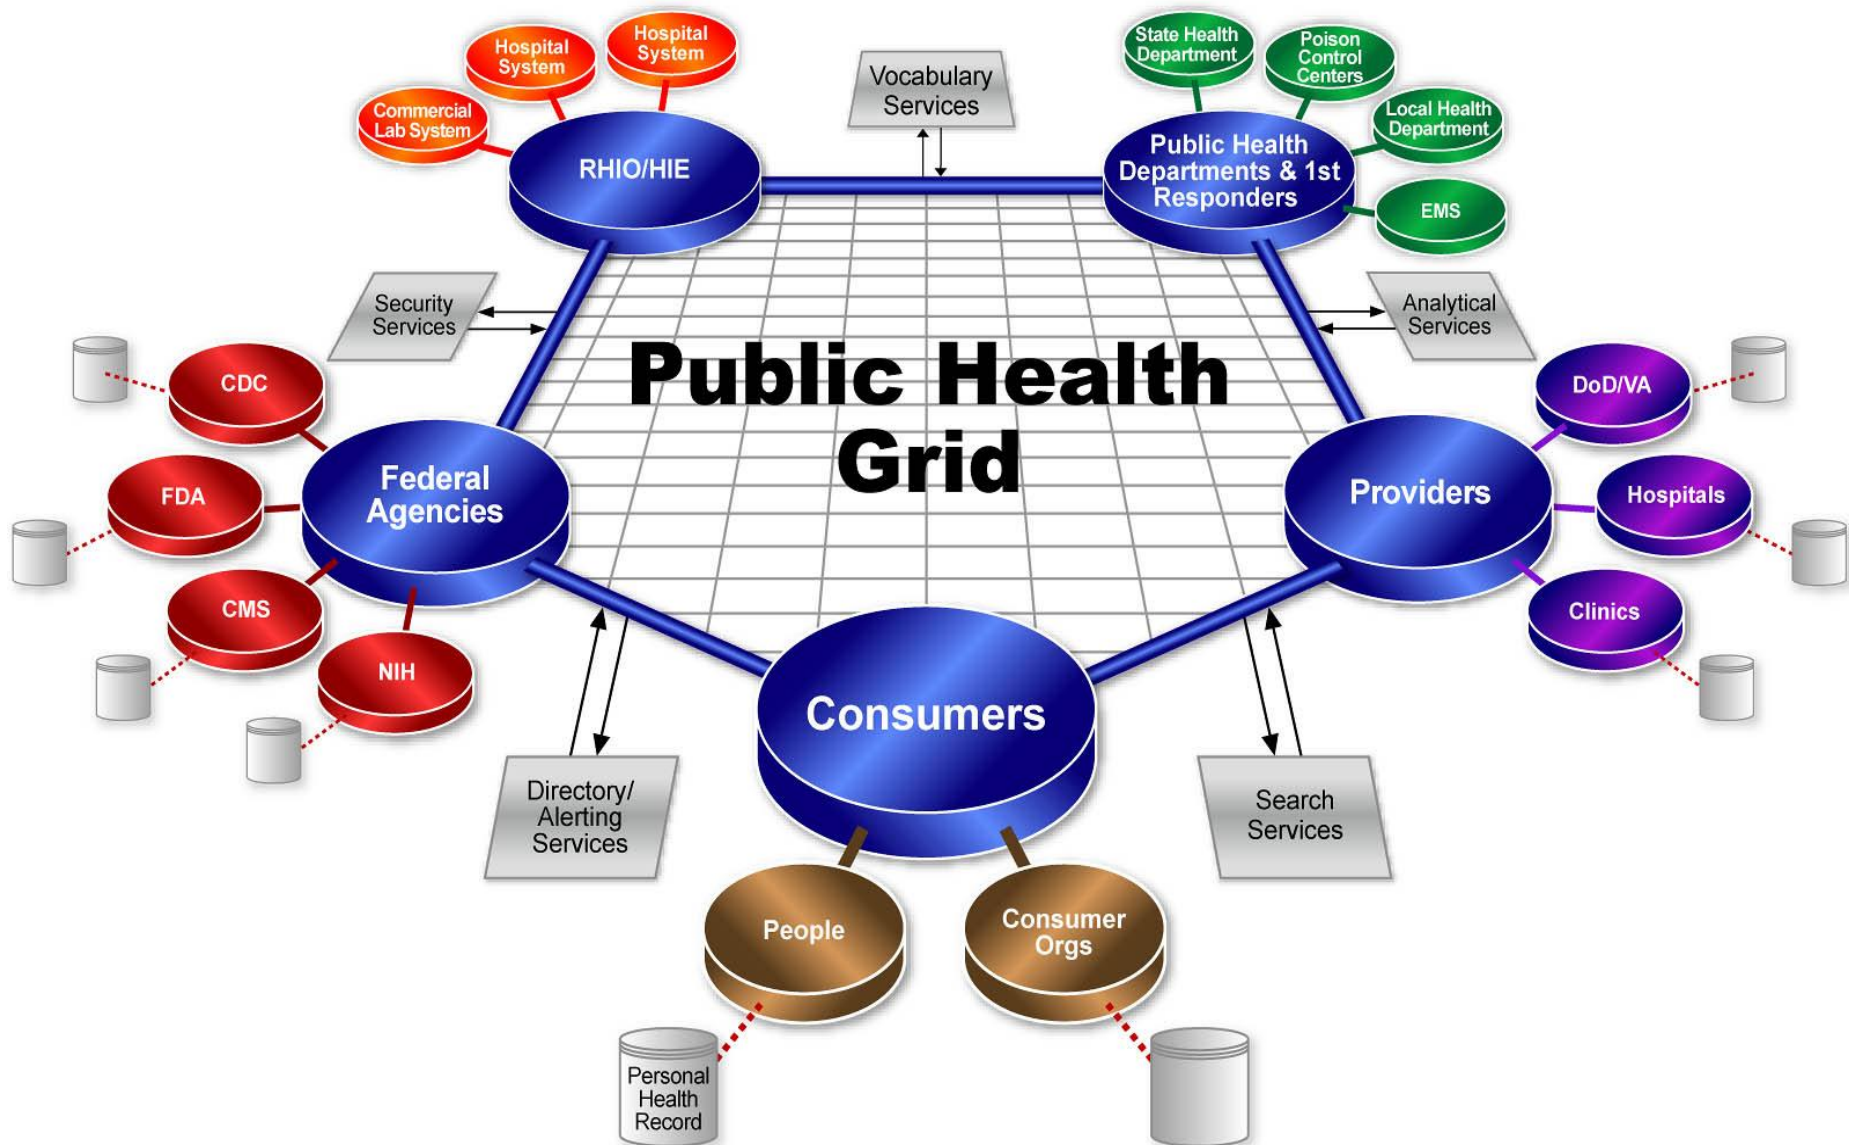 Hospital
System
Hospital
System
Commercial
Lab System
RHIO/HIE
Vocabulary
Services
State Health
Department
Poison
Control
Centers
Local Health
Department
Public Health
Departments & 1st
Responders
EMS
Security
Services
Analytical
Services
Public Health
Grid
CDC
FDA
CMS
NIH
Federal
Agencies
DoD/VA
Hospitals
Clinics
Providers
Consumers
Directory/
Alerting
Services
Search
Services
People
Consumer
Orgs
Personal
Health
Record